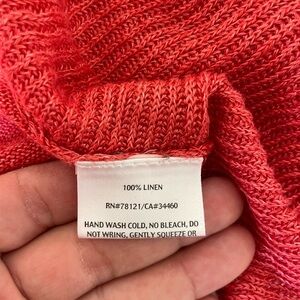 100% LINEN
RN#78121/CA#34460
HAND WASH COLD, NO BLEACH, DO
NOT WRING, GENTLY SQUEEZE OR